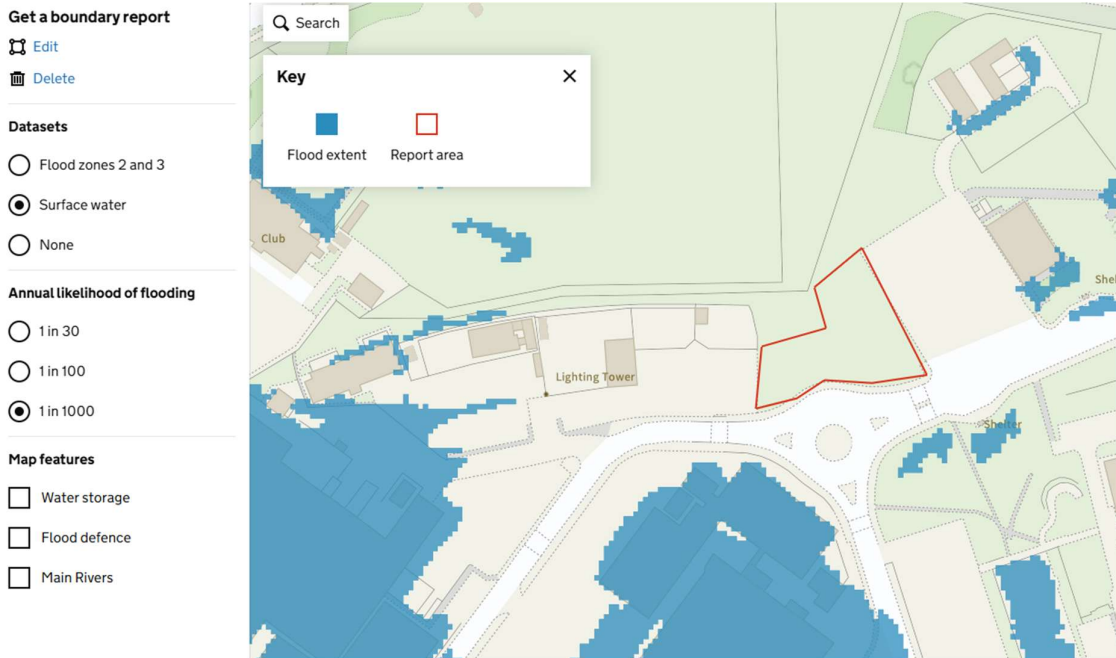 Get a boundary report
Edit
Delete
Datasets
Flood zones 2 and 3
Surface water
None
Annual likelihood of flooding
1 in 30
1 in 100
1 in 1000
Map features
Water storage
Flood defence
Main Rivers
Search
Key
Flood extent
Report area
Club
Lighting Tower
Shelter